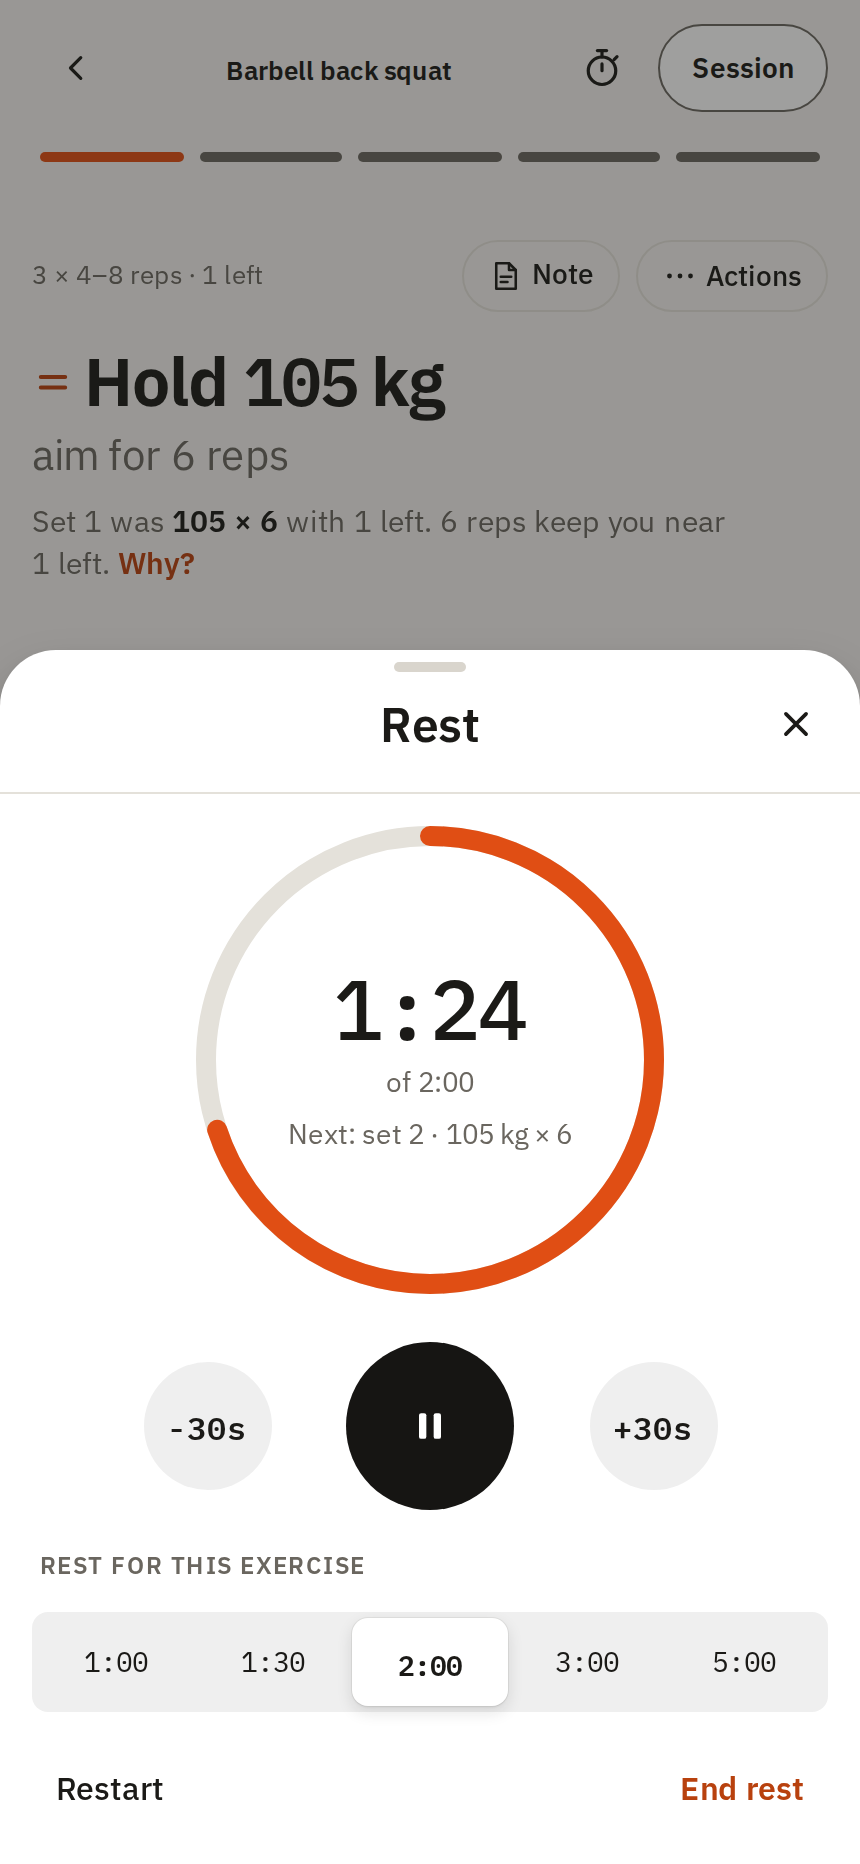 Barbell back squat
Session
3 × 4–8 reps · 1 left
Note
Actions
= Hold 105 kg
aim for 6 reps
Set 1 was 105 × 6 with 1 left. 6 reps keep you near
1 left. Why?
Rest
1:24
of 2:00
Next: set 2 · 105 kg × 6
-30s
+30s
REST FOR THIS EXERCISE
1:00
1:30
2:00
3:00
5:00
Restart
End rest